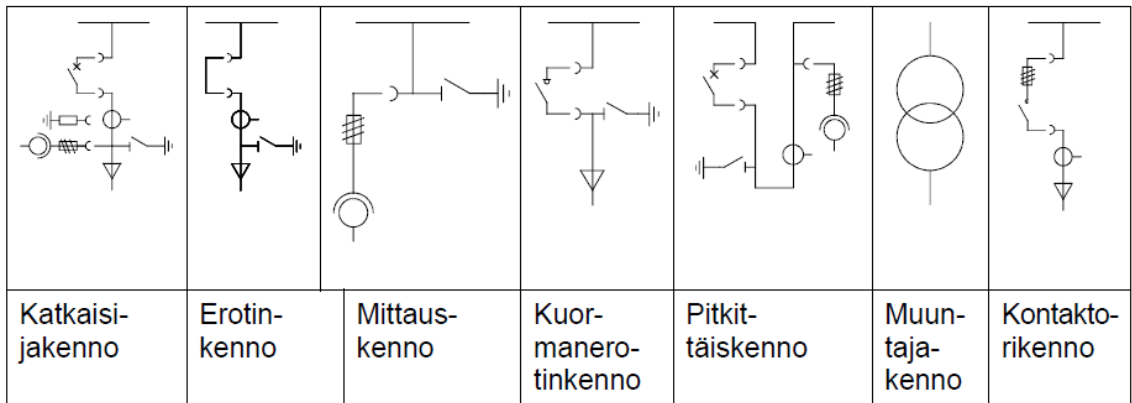 Katkaisi-
jakenno
Erotin-
kenno
Mittaus-
kenno
Kuor-
manero-
tinkenno
Pitkit-
täiskenno
Muun-
taja-
kenno
Kontakto-
rikenno